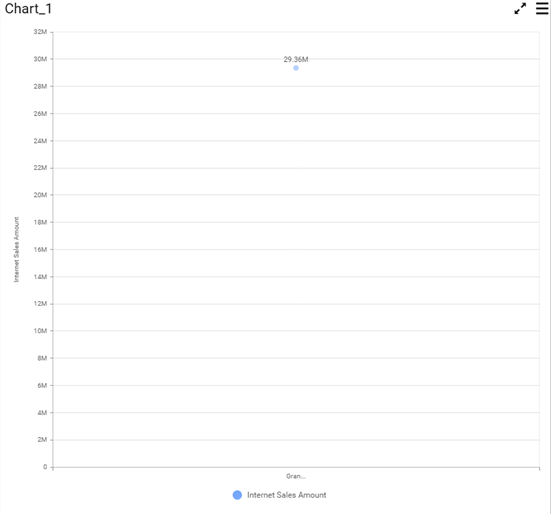 Chart_1
32M
29.36M
30M
28M
26M
24M
22M
20M
18M
16M
14M
12M
10M
8M
6M
4M
2M
0
Internet Sales Amount
Gran...
Internet Sales Amount